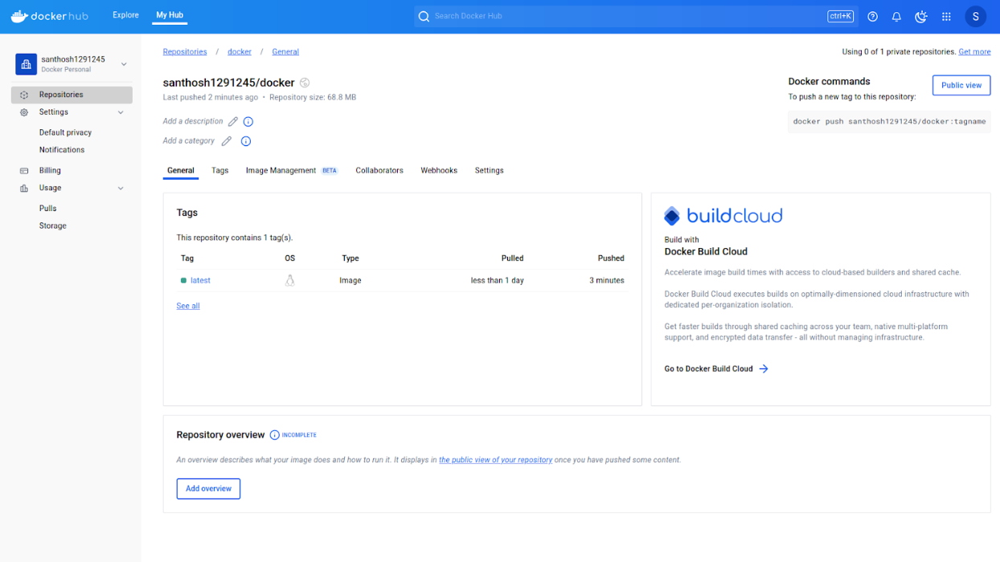 dockerhub
Explore
My Hub
Search Docker Hub
ctrl+K
S
santhosh1291245
Docker Personal
Repositories
Settings
Default privacy
Notifications
Billing
Usage
Pulls
Storage
Repositories / docker / General
Using 0 of 1 private repositories. Get more
santhosh1291245/docker
Last pushed 2 minutes ago • Repository size: 68.8 MB
Add a description
Add a category
Docker commands
Public view
To push a new tag to this repository:
docker push santhosh1291245/docker:tagname
General Tags Image Management BETA Collaborators Webhooks Settings
Tags
This repository contains 1 tag(s).
Tag OS Type Pulled Pushed
latest Image less than 1 day 3 minutes
See all
buildcloud
Build with
Docker Build Cloud
Accelerate image build times with access to cloud-based builders and shared cache.
Docker Build Cloud executes builds on optimally-dimensioned cloud infrastructure with
dedicated per-organization isolation.
Get faster builds through shared caching across your team, native multi-platform
support, and encrypted data transfer - all without managing infrastructure.
Go to Docker Build Cloud
Repository overview INCOMPLETE
An overview describes what your image does and how to run it. It displays in the public view of your repository once you have pushed some content.
Add overview